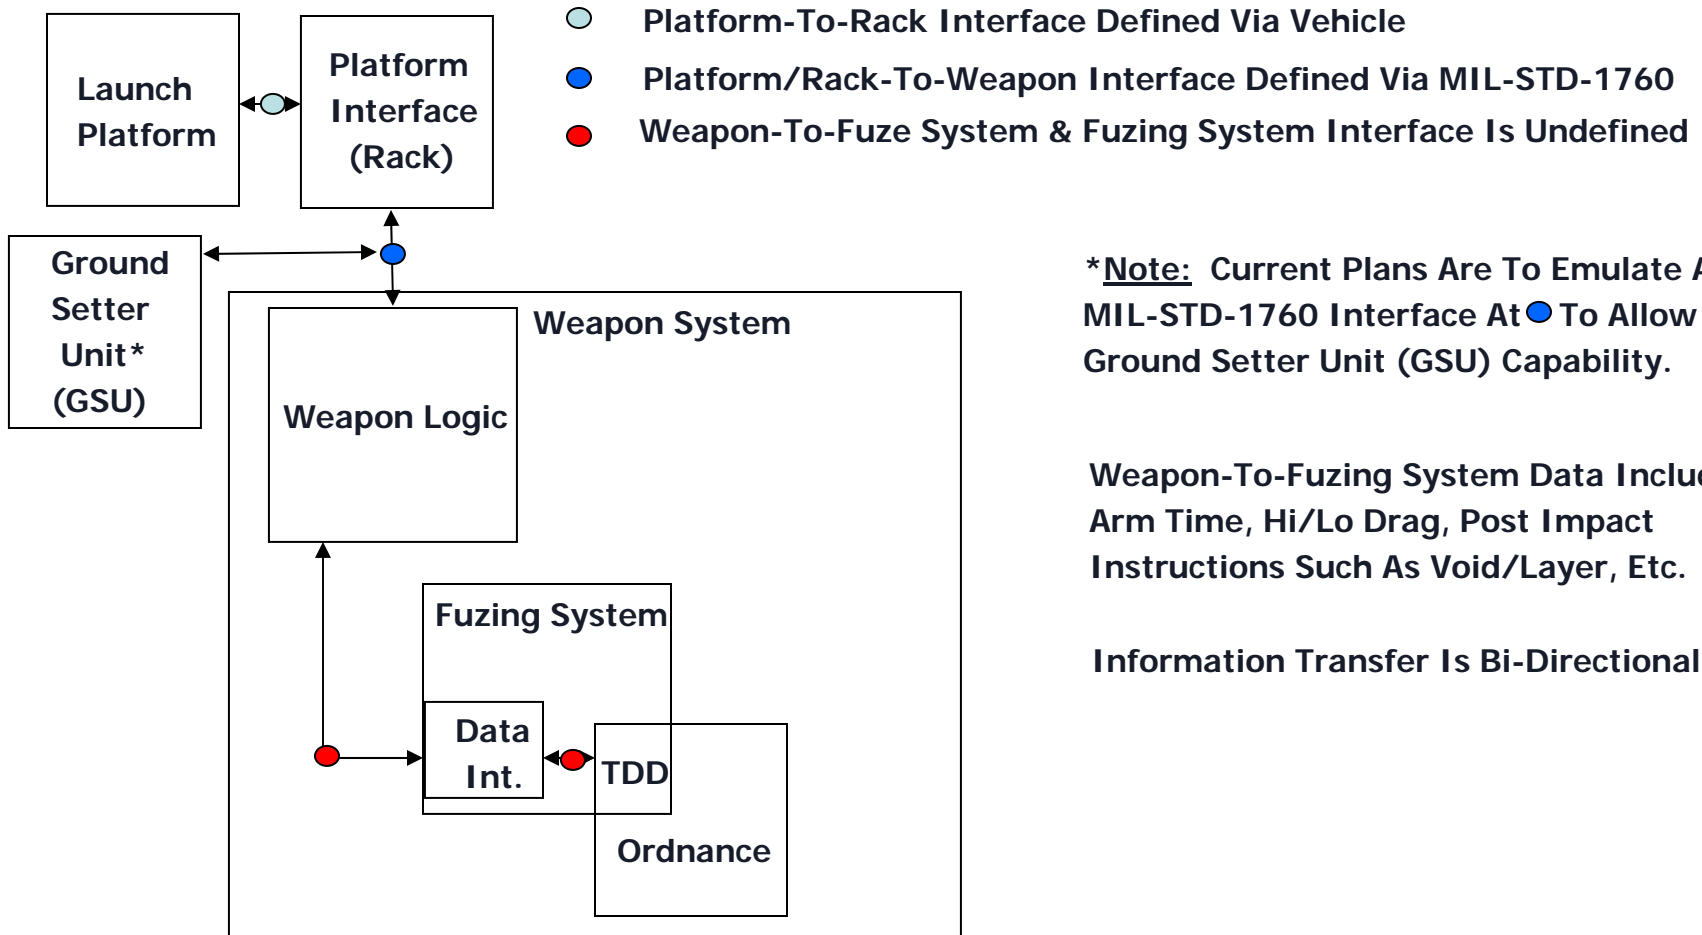 Platform-To-Rack Interface Defined Via Vehicle
Platform/Rack-To-Weapon Interface Defined Via MIL-STD-1760
Weapon-To-Fuze System & Fuzing System Interface Is Undefined
Launch
Platform
Platform
Interface
(Rack)
Ground
Setter
Unit*
(GSU)
Weapon System
Weapon Logic
*Note: Current Plans Are To Emulate
MIL-STD-1760 Interface At To Allow
Ground Setter Unit (GSU) Capability.
Weapon-To-Fuzing System Data
Arm Time, Hi/Lo Drag, Post Impact
Instructions Such As Void/Layer, Etc.
Information Transfer Is Bi-Directional
Fuzing System
Data
Int.
TDD
Ordnance